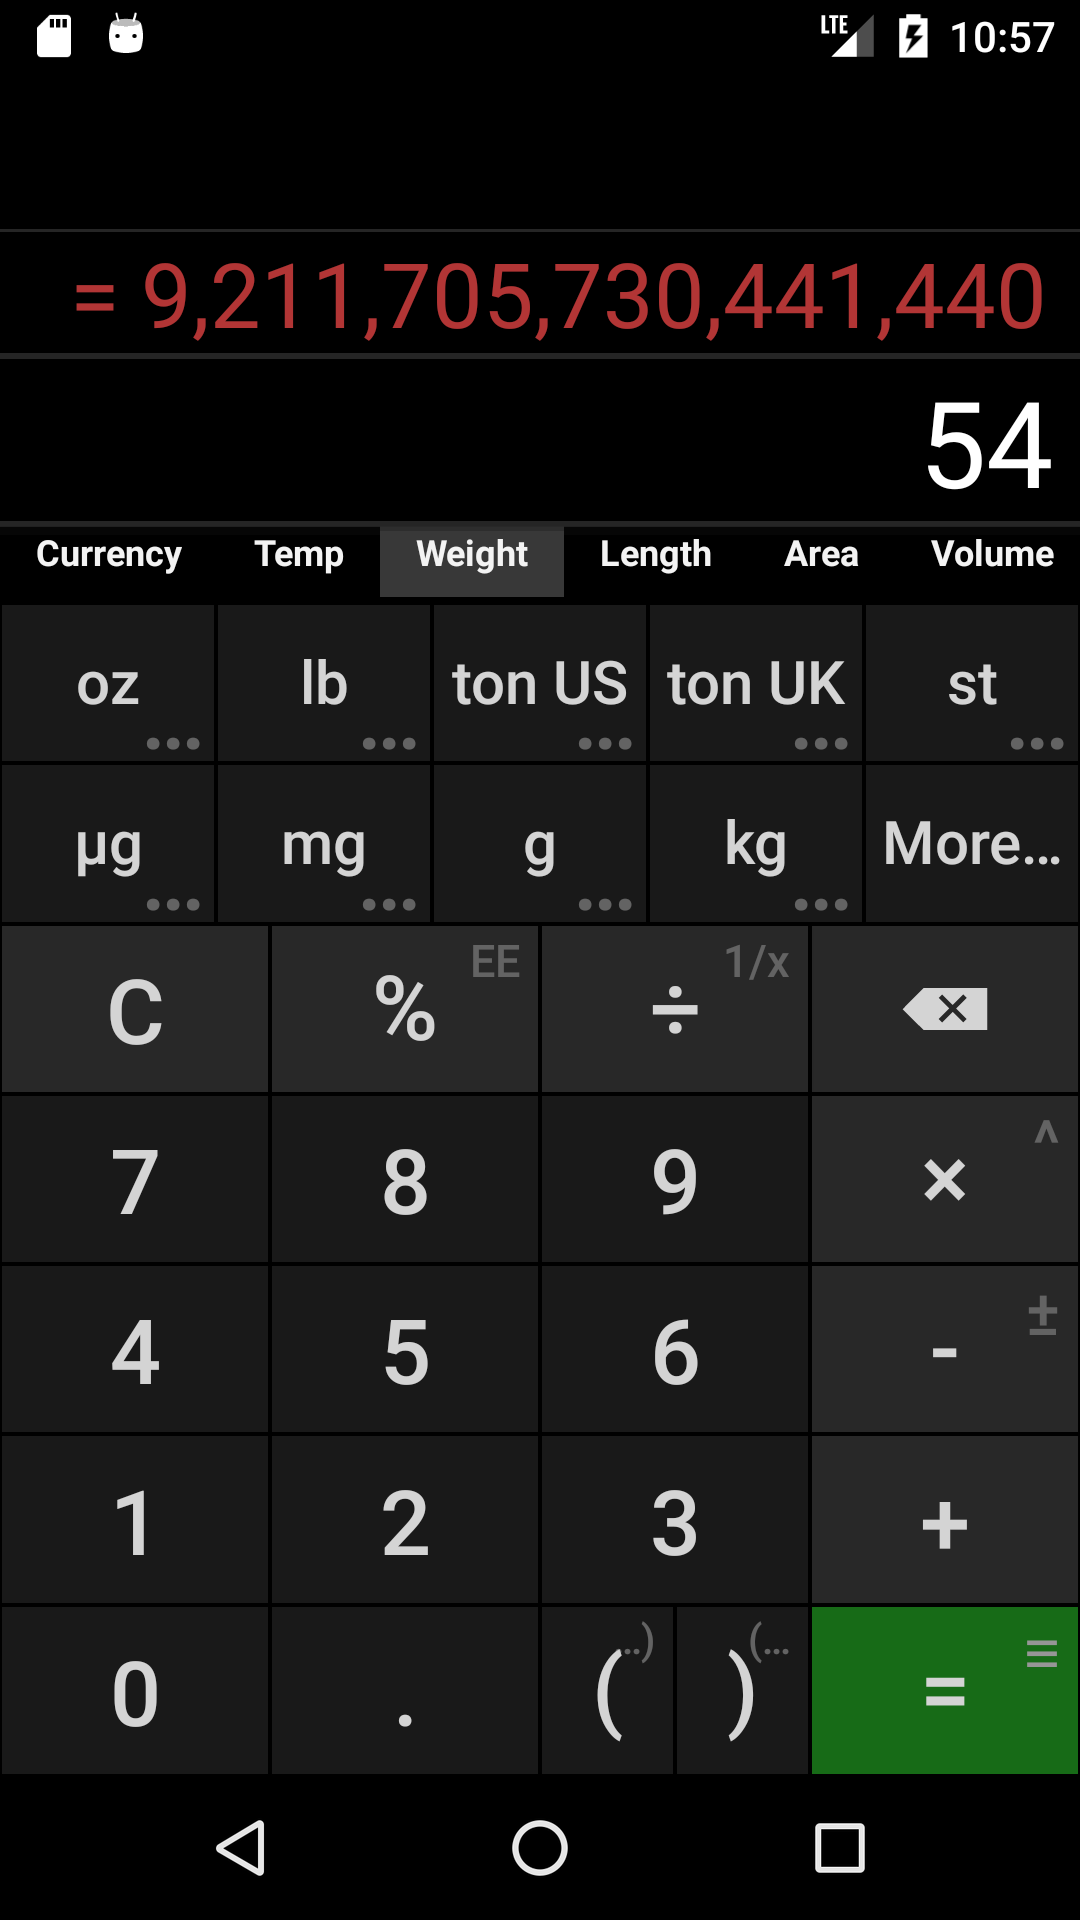 LTE 10:57
= 9,211,705,730,441,440
54
Currency Temp Weight Length Area Volume
oz lb ton US ton UK st
µg mg g kg More...
C % EE ÷ 1/x
7 8 9 × ^
4 5 6 - ±
1 2 3 +
0 . ( ..) ) (... =